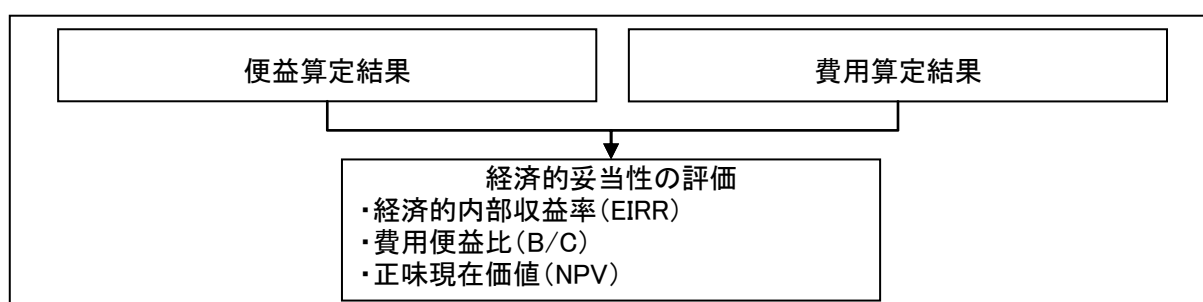 便益算定結果
費用算定結果
経済的妥当性の評価
・経済的内部収益率（EIRR）
・費用便益比（B/C）
・正味現在価値（NPV）